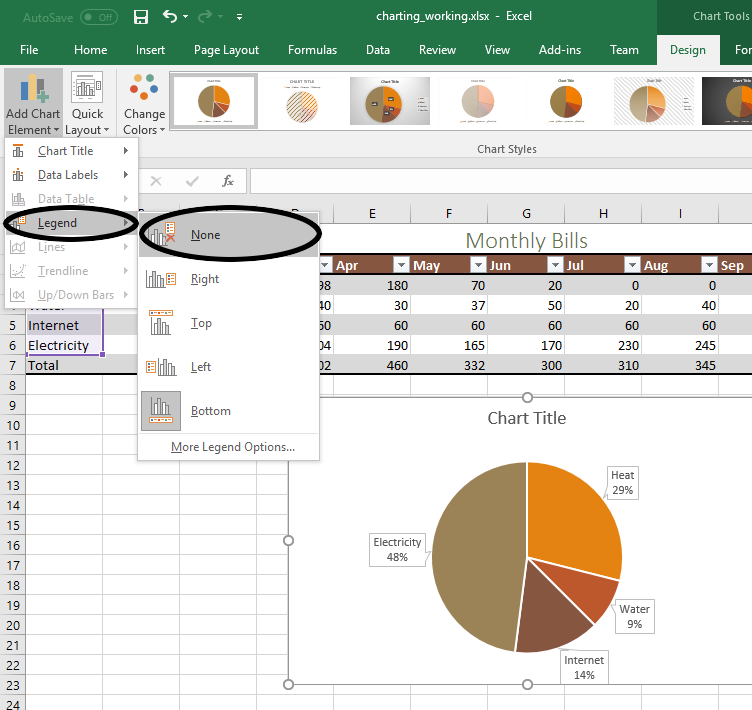 AutoSave Off charting_working.xlsx - Excel Chart Tools
File Home Insert Page Layout Formulas Data Review View Add-ins Team Design For
Add Chart Element Quick Layout Change Colors
Chart Styles
Chart Title
Data Labels
Data Table
Legend
Lines
Trendline
Up/Down Bars
None
Right
Top
Left
Bottom
More Legend Options...
fx
E F G H I
Monthly Bills
Apr May Jun Jul Aug Sep
98 180 70 20 0 0
40 30 37 50 20 40
5 Internet 60 60 60 60 60 60
6 Electricity 04 190 165 170 230 245
7 Total 02 460 332 300 310 345
8
9
10
11
12
13
14
15
16
17
18
19
20
21
22
23
24
Chart Title
Heat
29%
Electricity
48%
Water
9%
Internet
14%